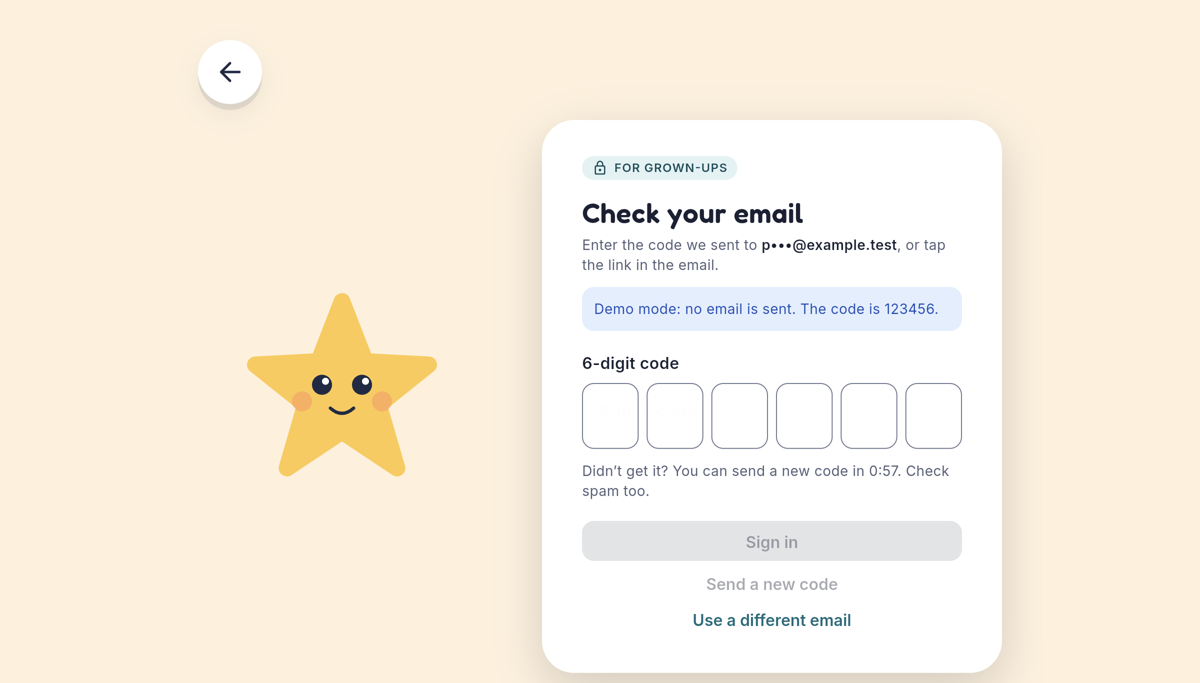 FOR GROWN-UPS
Check your email
Enter the code we sent to p•••@example.test, or tap
the link in the email.
Demo mode: no email is sent. The code is 123456.
6-digit code
Didn’t get it? You can send a new code in 0:57. Check
spam too.
Sign in
Send a new code
Use a different email